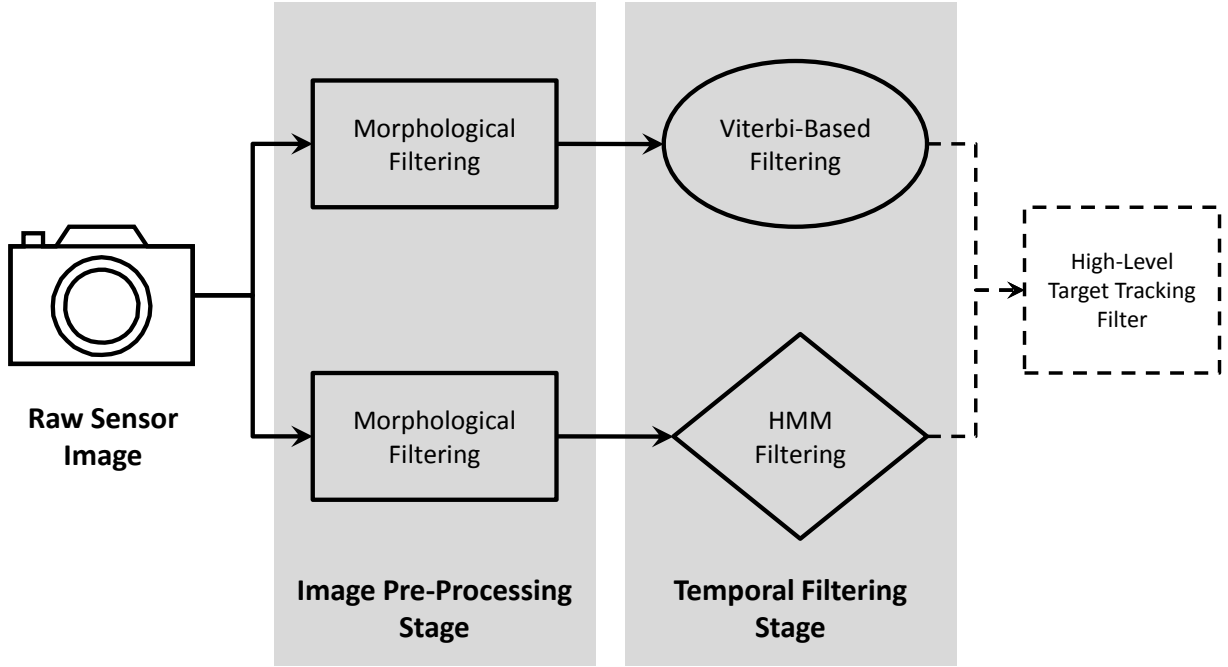 Morphological
Filtering
Viterbi-Based
Filtering
High-Level
Target Tracking
Filter
Raw Sensor
Image
Morphological
Filtering
HMM
Filtering
Image Pre-Processing
Stage
Temporal Filtering
Stage